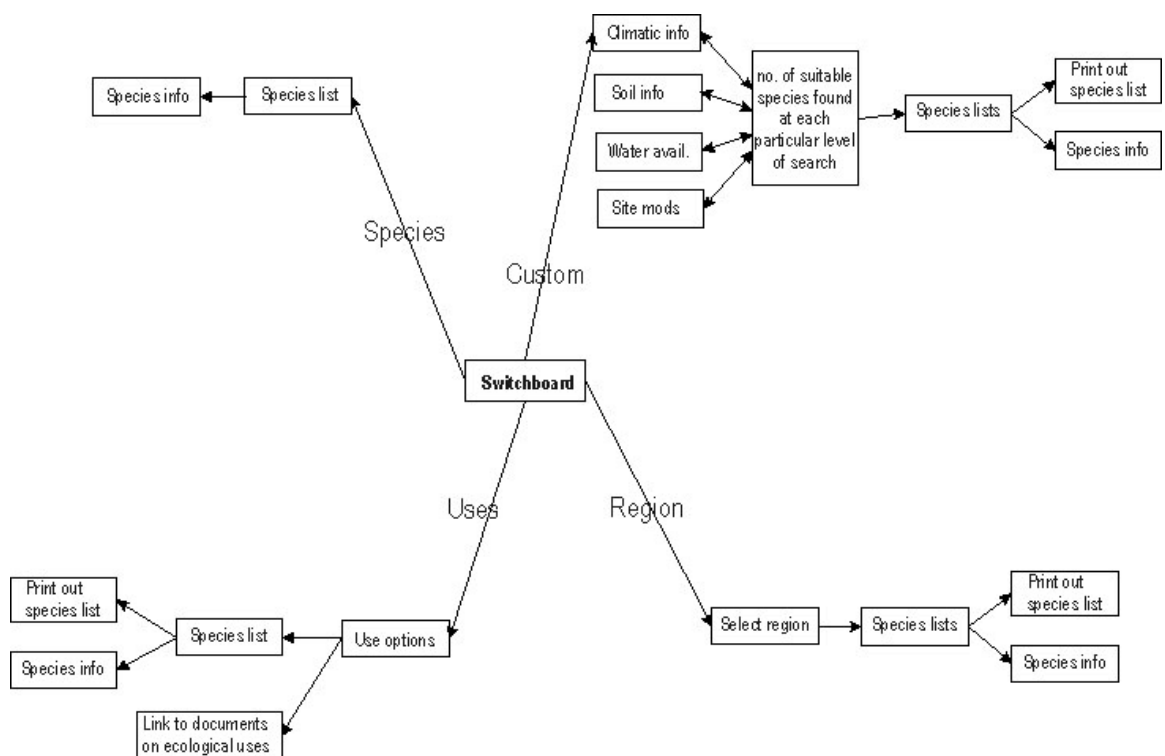 Climatic info
Soil info
Water avail.
Site mods.
no. of suitable
species found
at each
particular level
of search
Species lists
Print out
species list
Species info
Species info
Species list
Species
Custom
Switchboard
Uses
Region
Print out
species list
Species info
Species list
Use options
Link to documents
on ecological uses
Select region
Species lists
Print out
species list
Species info